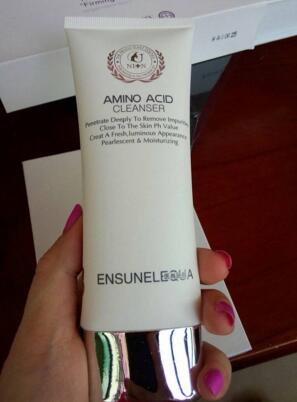 "Firming
AMINO ACID
CLEANSER
Penetrate Deeply To Remove Impurities
Close To The Skin Ph Value
Creat A Fresh,luminous Appearance
Pearlescent & Moisturizing